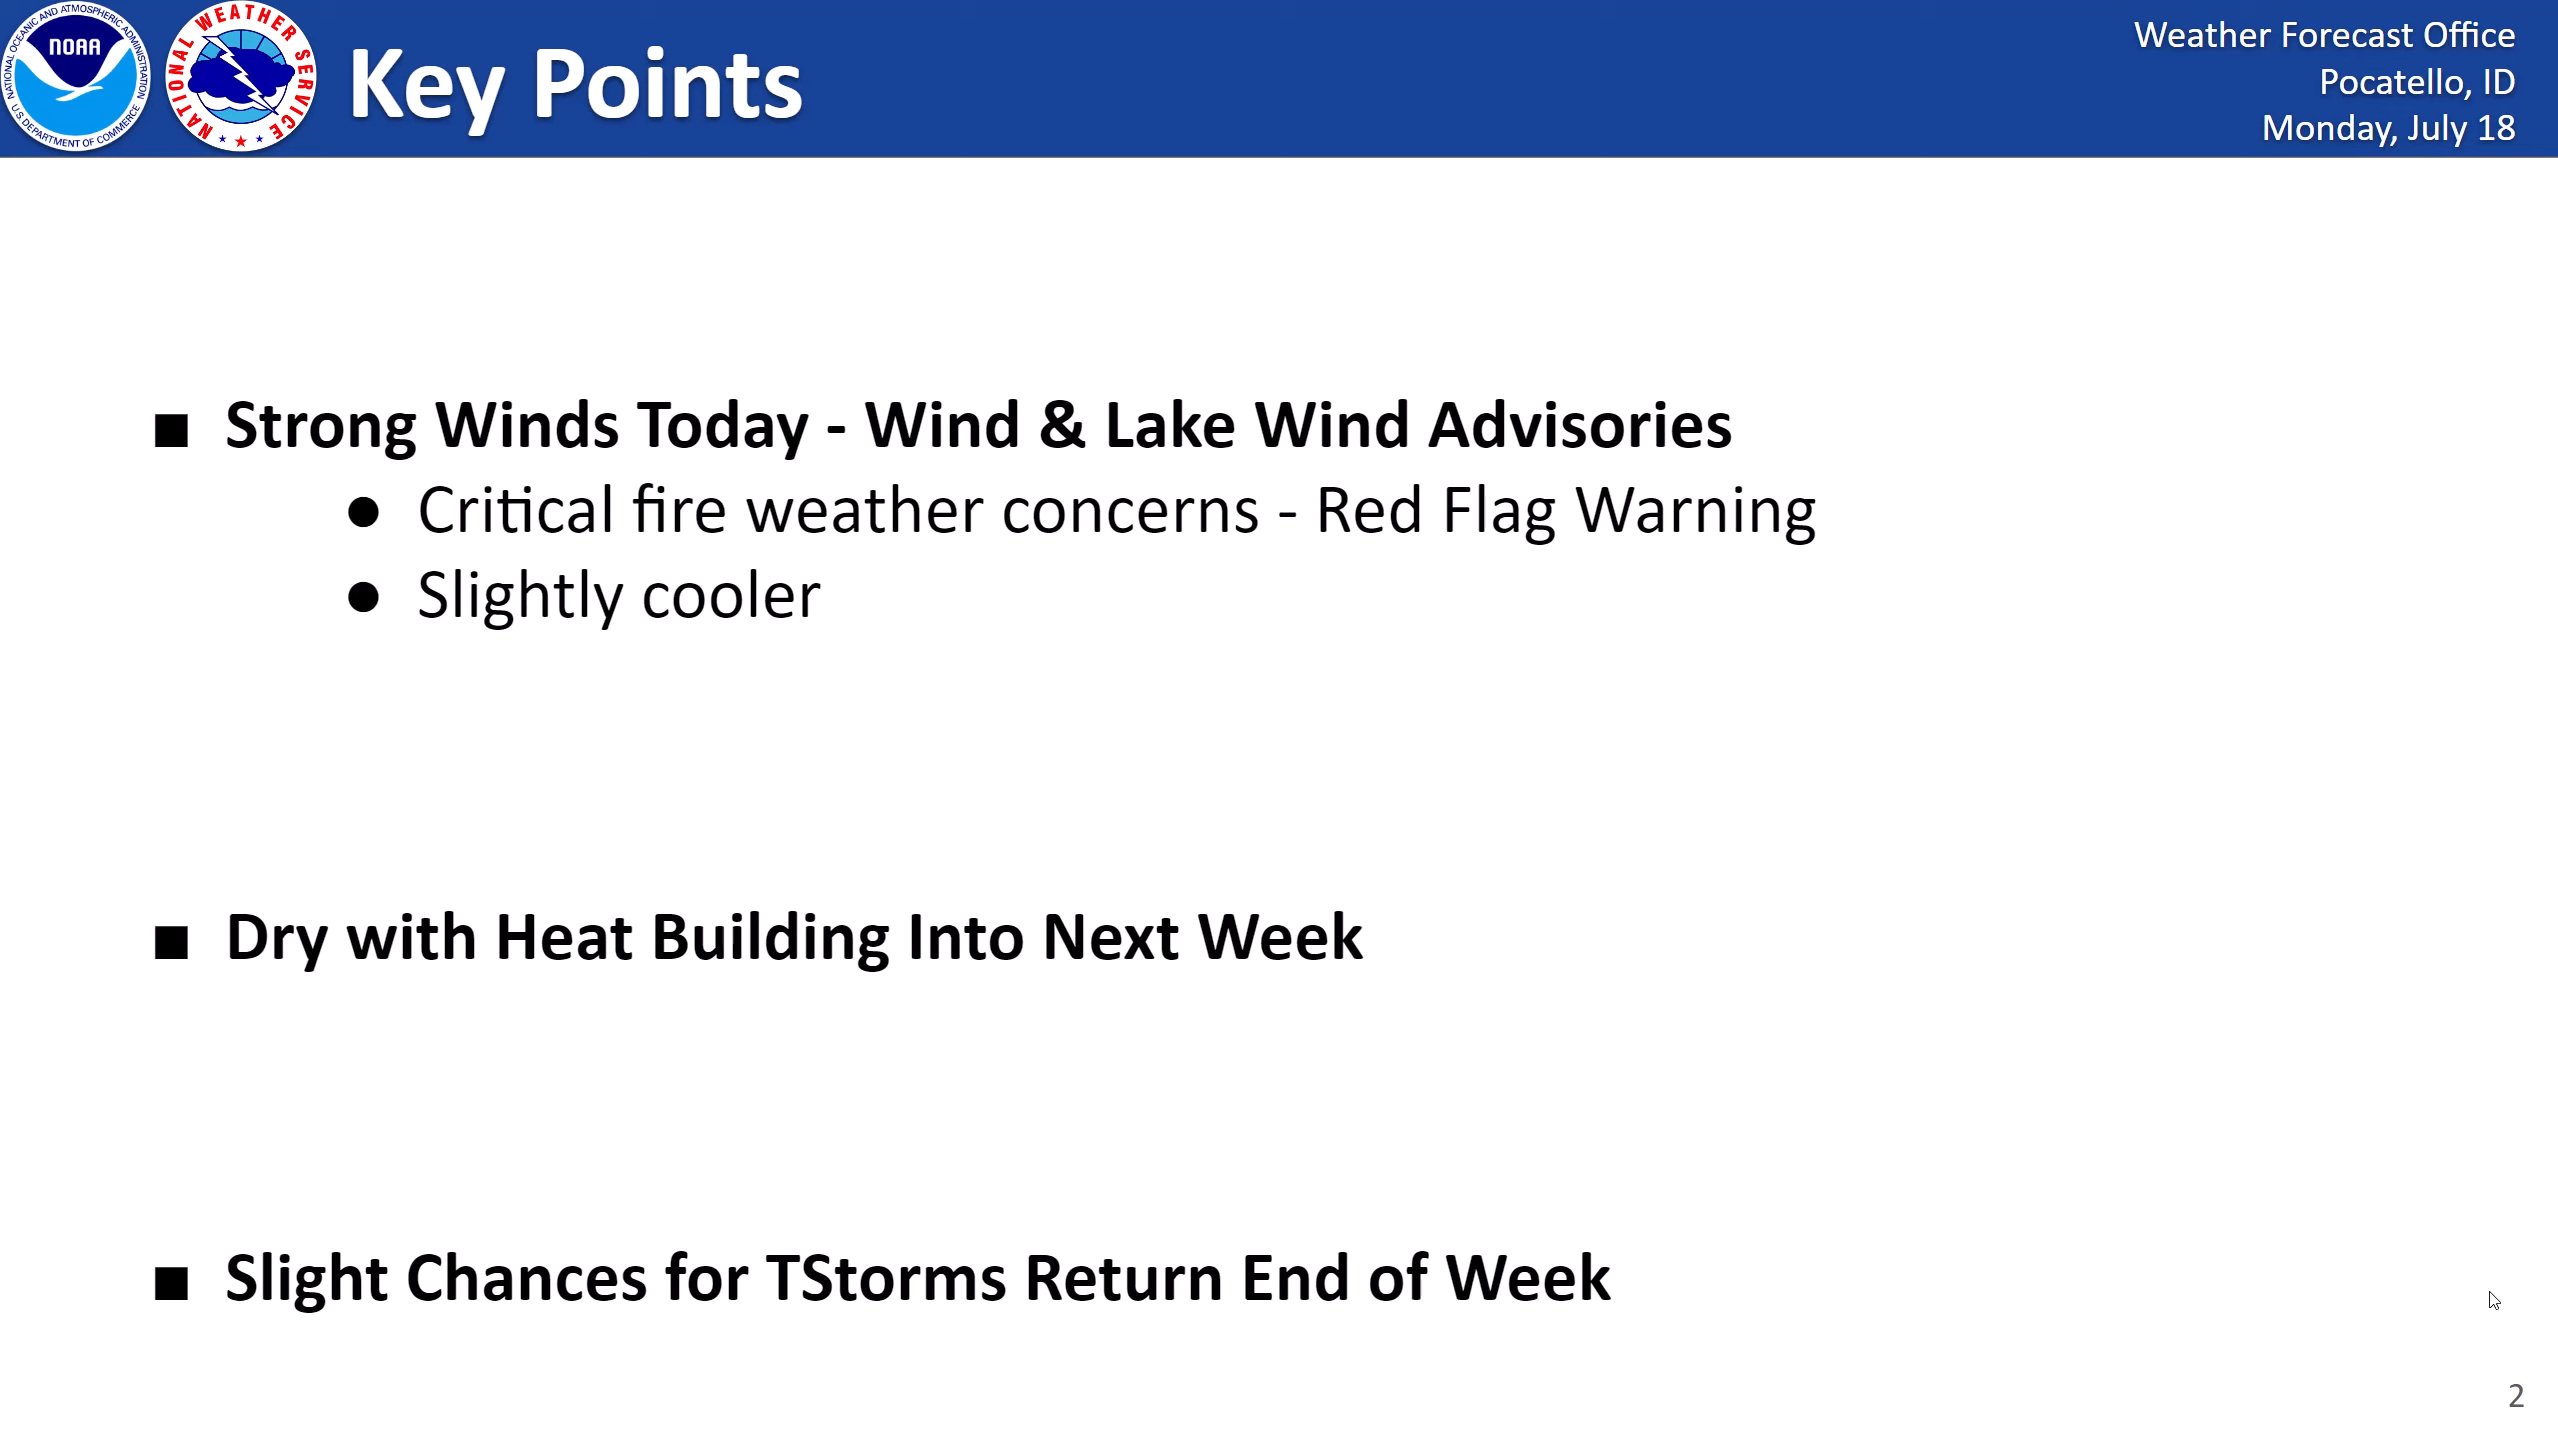 NATIONAL OCEANIC AND ATMOSPHERIC ADMINISTRATION
NOAA
U.S. DEPARTMENT OF COMMERCE
NATIONAL WEATHER SERVICE
Key Points
Weather Forecast Office
Pocatello, ID
Monday, July 18
■ Strong Winds Today - Wind & Lake Wind Advisories
● Critical fire weather concerns - Red Flag Warning
● Slightly cooler
■ Dry with Heat Building Into Next Week
■ Slight Chances for TStorms Return End of Week
2